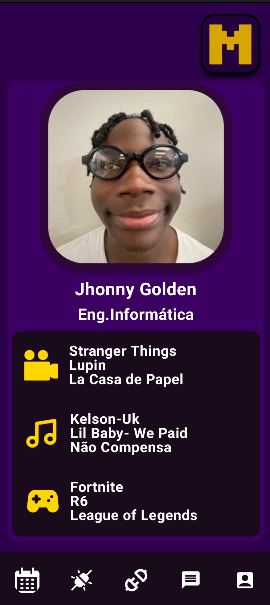 M
Jhonny Golden
Eng.Informática
Stranger Things
Lupin
La Casa de Papel
Kelson-Uk
Lil Baby- We Paid
Não Compensa
Fortnite
R6
League of Legends